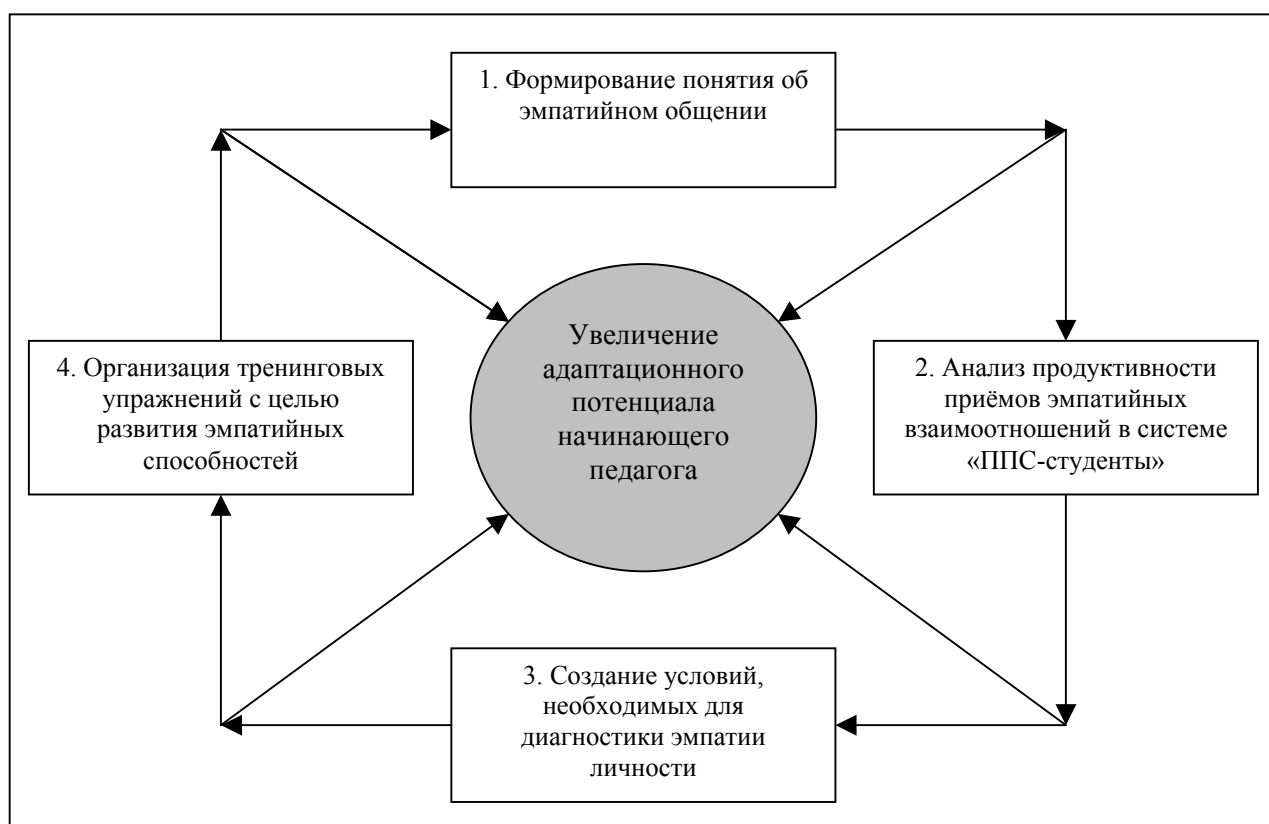 1. Формирование понятия об
эмпатийном общении
Увеличение
адаптационного
потенциала
начинающего
педагога
2. Анализ продуктивности
приёмов эмпатийных
взаимоотношений в системе
«ППС-студенты»
3. Создание условий,
необходимых для
диагностики эмпатии
личности
4. Организация тренинговых
упражнений с целью
развития эмпатийных
способностей